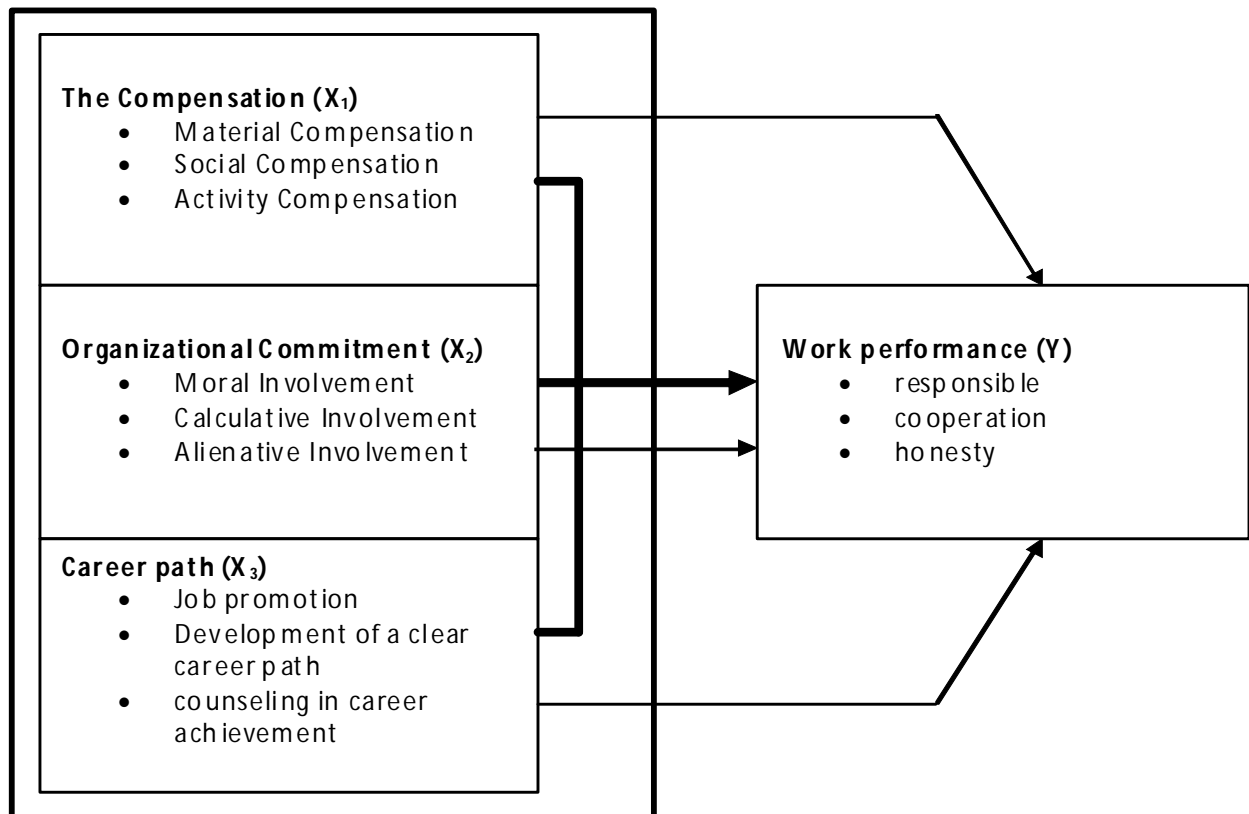 The Compensation (X₁)
• Material Compensation
• Social Compensation
• Activity Compensation
Organizational Commitment (X₂)
• Moral Involvement
• Calculative Involvement
• Alienative Involvement
Career path (X₃)
• Job promotion
• Development of a clear
career path
• counseling in career
achievement
Work performance (Y)
• responsible
• cooperation
• honesty